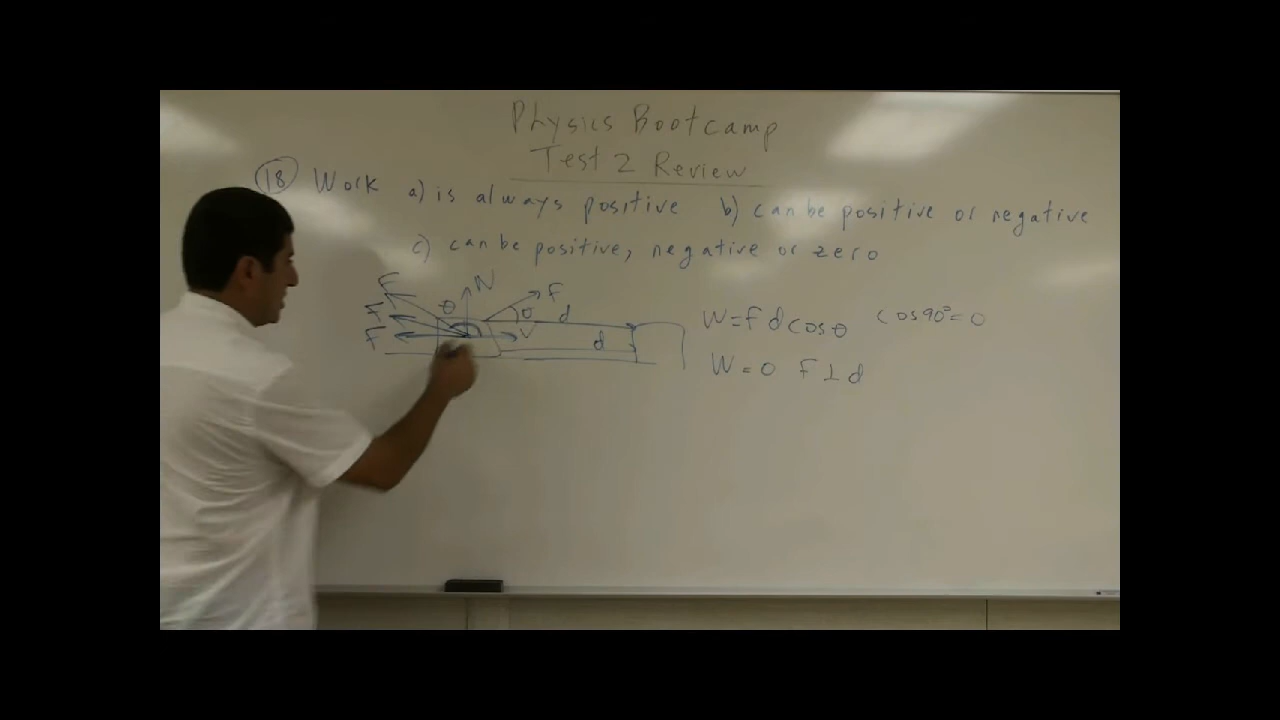 Physics Bootcamp
Test 2 Review
18 Work a) is always positive b) can be positive or negative
c) can be positive, negative or zero
F N F
θ θ d
F
F V d
W = F d cos θ cos 90° = 0
W = 0 F ⊥ d